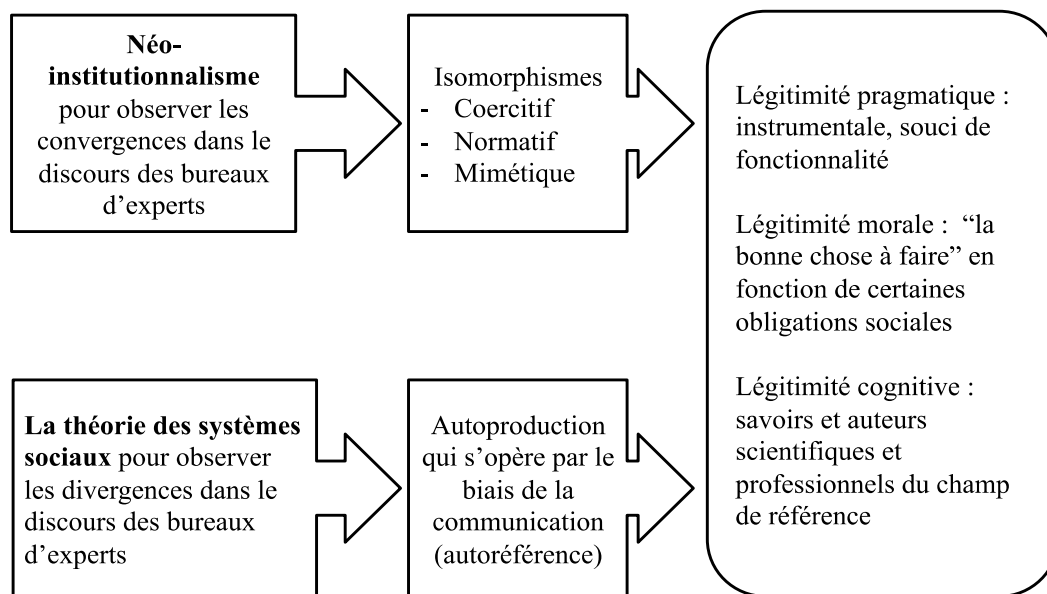 Néo-
institutionnalisme
pour observer les
convergences dans le
discours des bureaux
d’experts
Isomorphismes
- Coercitif
- Normatif
- Mimétique
Légitimité pragmatique :
instrumentale, souci de
fonctionnalité
Légitimité morale : “la
bonne chose à faire” en
fonction de certaines
obligations sociales
Légitimité cognitive :
savoirs et auteurs
scientifiques et
professionnels du champ
de référence
La théorie des systèmes
sociaux pour observer
les divergences dans le
discours des bureaux
d’experts
Autoproduction
qui s’opère par le
biais de la
communication
(autoréférence)